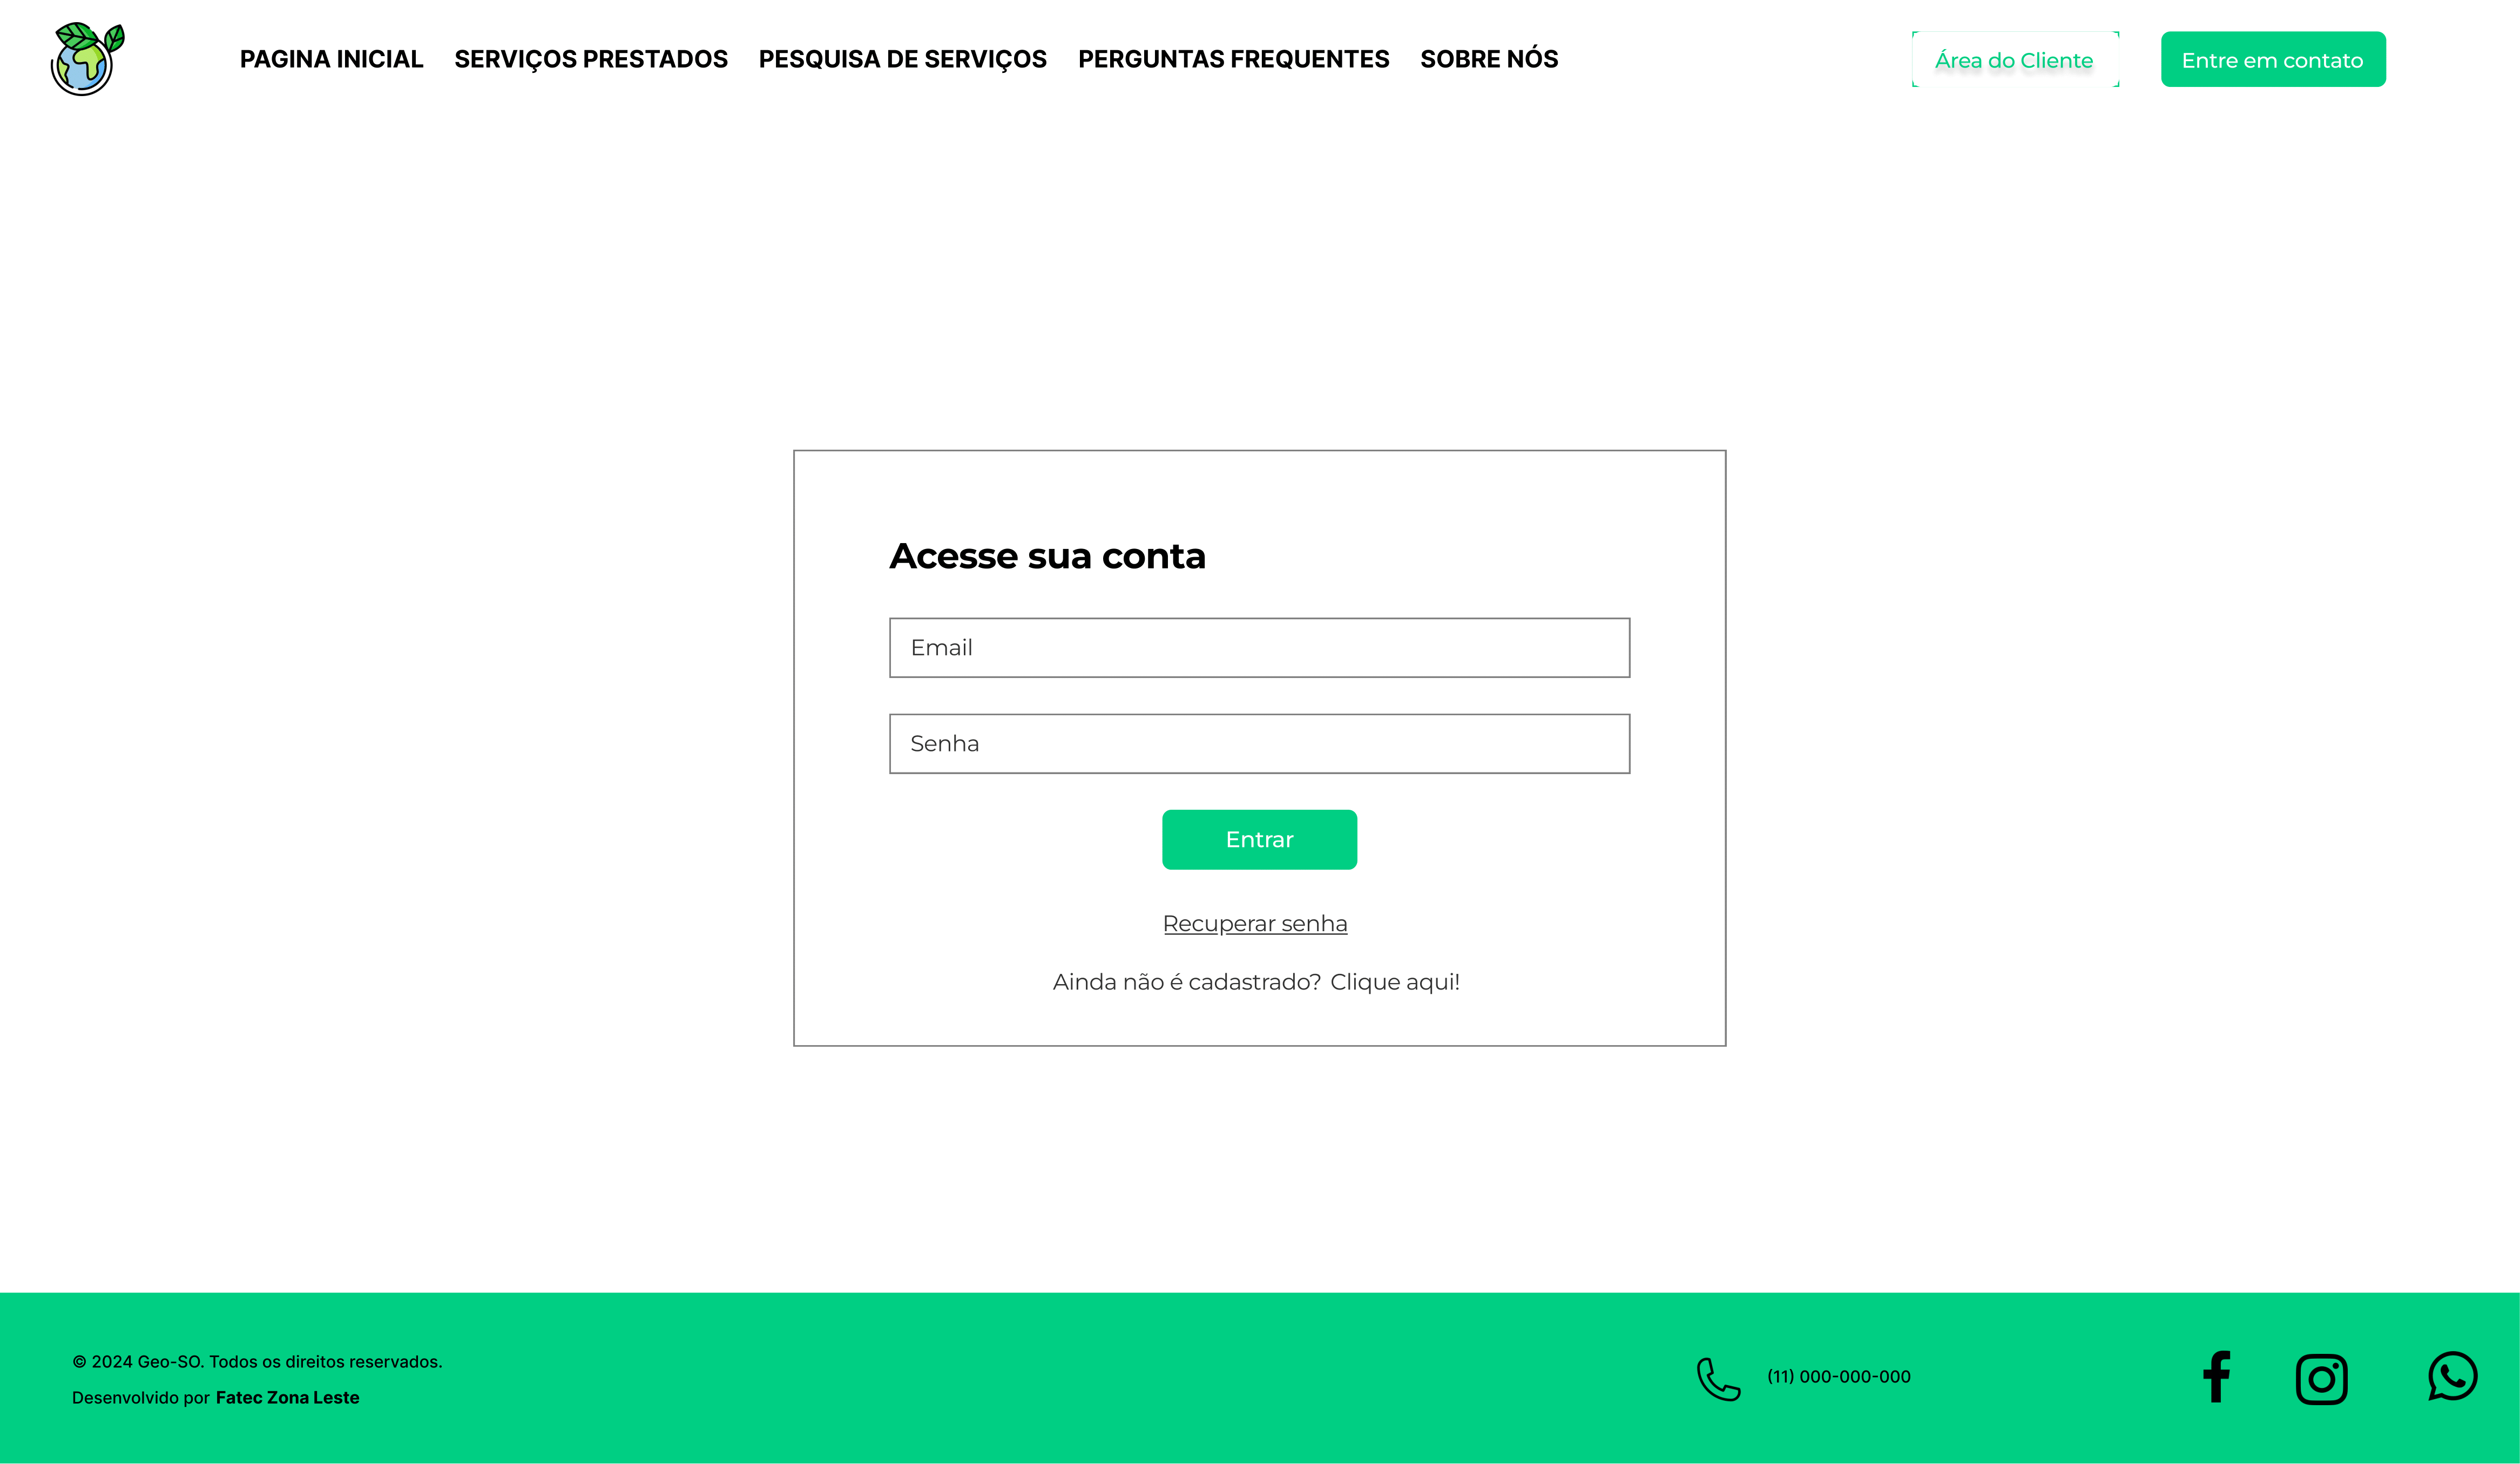 PAGINA INICIAL SERVIÇOS PRESTADOS PESQUISA DE SERVIÇOS PERGUNTAS FREQUENTES SOBRE NÓS Área do Cliente Entre em contato
Acesse sua conta
Email
Senha
Entrar
Recuperar senha
Ainda não é cadastrado? Clique aqui!
© 2024 Geo-SO. Todos os direitos reservados.
Desenvolvido por Fatec Zona Leste
(11) 000-000-000